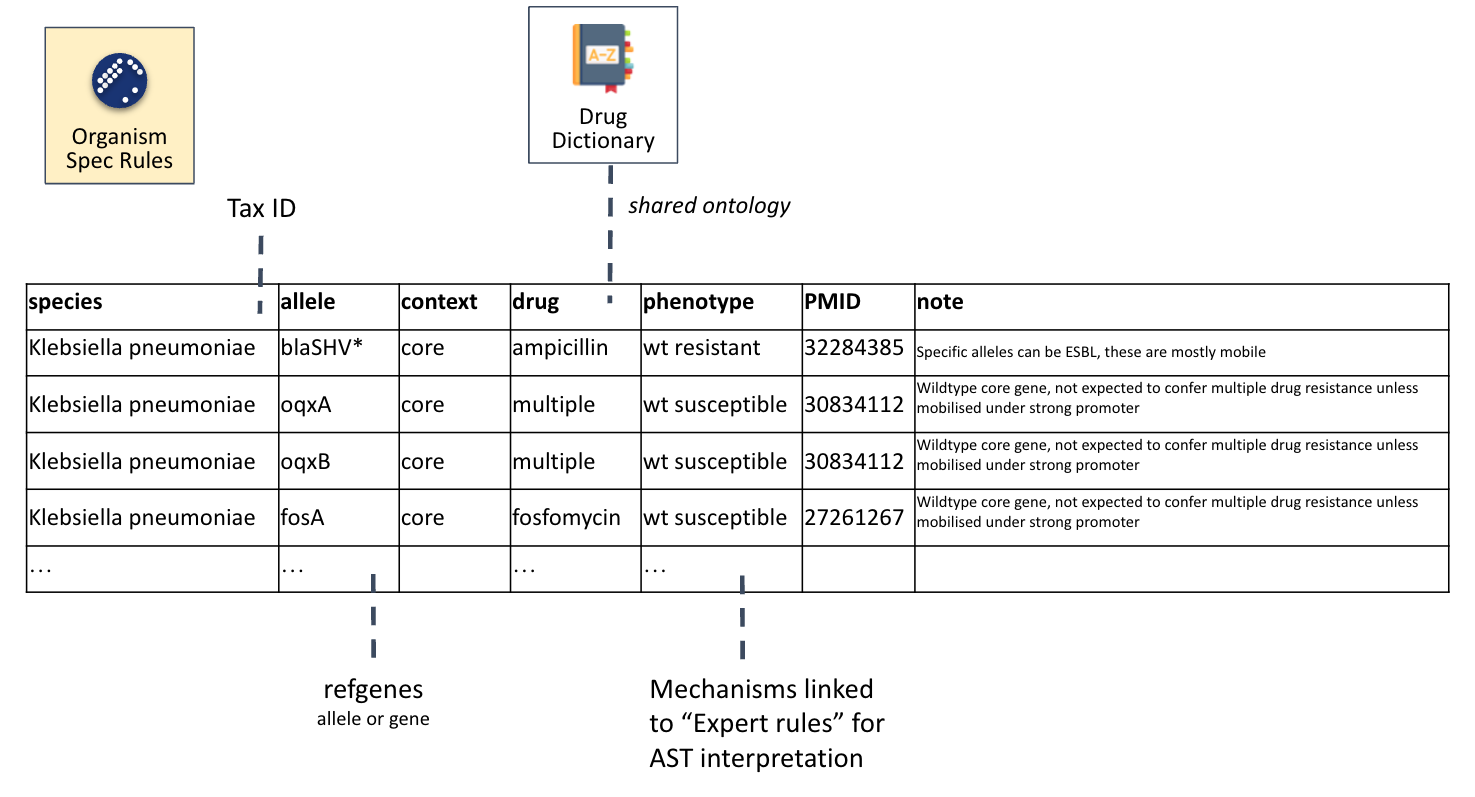 A-Z
Organism
Spec Rules
Drug
Dictionary
Tax ID
shared ontology
species allele context drug phenotype PMID note
Klebsiella pneumoniae blaSHV* core ampicillin wt resistant 32284385 Specific alleles can be ESBL, these are mostly mobile
Klebsiella pneumoniae oqxA core multiple wt susceptible 30834112 Wildtype core gene, not expected to confer multiple drug resistance unless
mobilised under strong promoter
Klebsiella pneumoniae oqxB core multiple wt susceptible 30834112 Wildtype core gene, not expected to confer multiple drug resistance unless
mobilised under strong promoter
Klebsiella pneumoniae fosA core fosfomycin wt susceptible 27261267 Wildtype core gene, not expected to confer multiple drug resistance unless
mobilised under strong promoter
... ... ... ...
refgenes
allele or gene
Mechanisms linked
to “Expert rules” for
AST interpretation